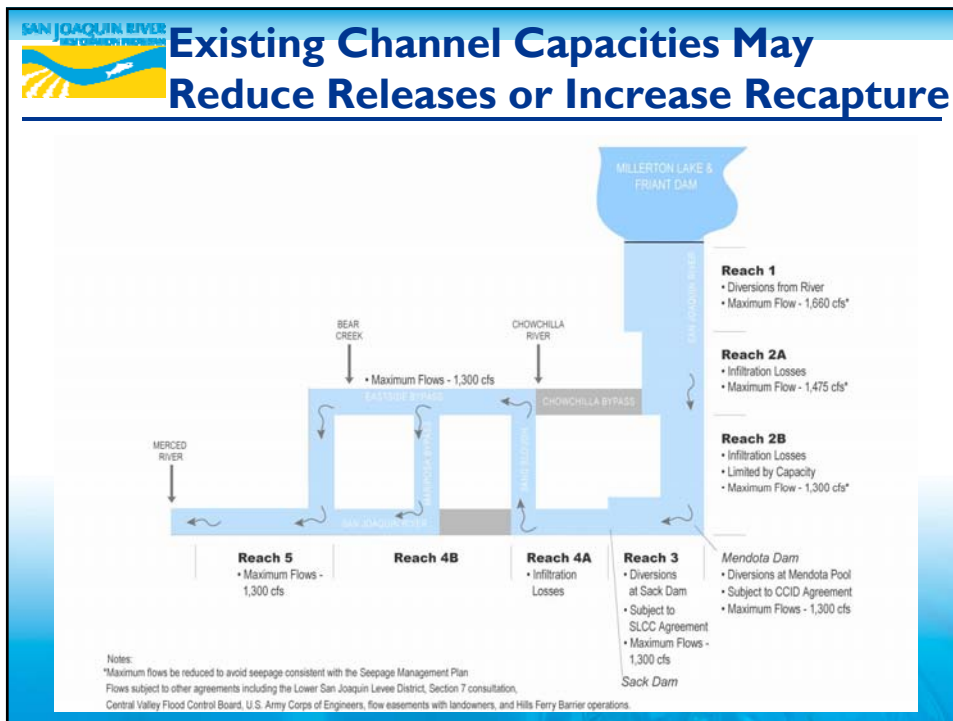 SAN JOAQUIN RIVER
RESTORATION PROGRAM
Existing Channel Capacities May
Reduce Releases or Increase Recapture
MILLERTON LAKE &
FRIANT DAM
SAN JOAQUIN RIVER
Reach 1
• Diversions from River
• Maximum Flow - 1,660 cfs*
Reach 2A
• Infiltration Losses
• Maximum Flow - 1,475 cfs*
Reach 2B
• Infiltration Losses
• Limited by Capacity
• Maximum Flow - 1,300 cfs*
BEAR
CREEK
CHOWCHILLA
RIVER
• Maximum Flows - 1,300 cfs
EASTSIDE BYPASS
CHOWCHILLA BYPASS
MARIPOSA BYPASS
SAND SLOUGH
MERCED
RIVER
SAN JOAQUIN RIVER
Reach 5
• Maximum Flows -
1,300 cfs
Reach 4B
Reach 4A
• Infiltration
Losses
Reach 3
• Diversions
at Sack Dam
• Subject to
SLCC Agreement
• Maximum Flows -
1,300 cfs
Sack Dam
Mendota Dam
• Diversions at Mendota Pool
• Subject to CCID Agreement
• Maximum Flows - 1,300 cfs
Notes:
*Maximum flows be reduced to avoid seepage consistent with the Seepage Management Plan
Flows subject to other agreements including the Lower San Joaquin Levee District, Section 7 consultation,
Central Valley Flood Control Board, U.S. Army Corps of Engineers, flow easements with landowners, and Hills Ferry Barrier operations.